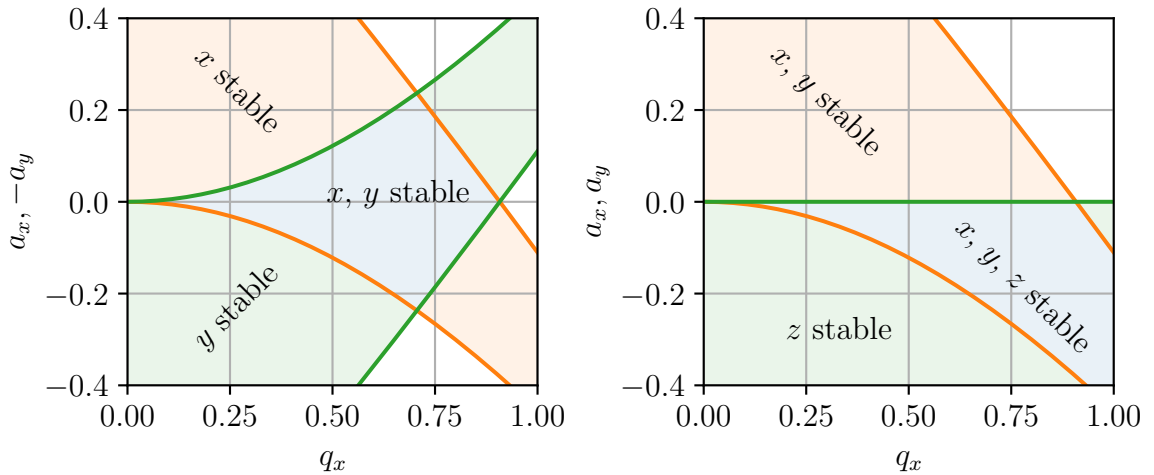 0.4
0.2
0.0
−0.2
−0.4
0.00 0.25 0.50 0.75 1.00
q_x
a_x, −a_y
x stable
x, y stable
y stable
0.4
0.2
0.0
−0.2
−0.4
0.00 0.25 0.50 0.75 1.00
q_x
a_x, a_y
x, y stable
x, y, z stable
z stable